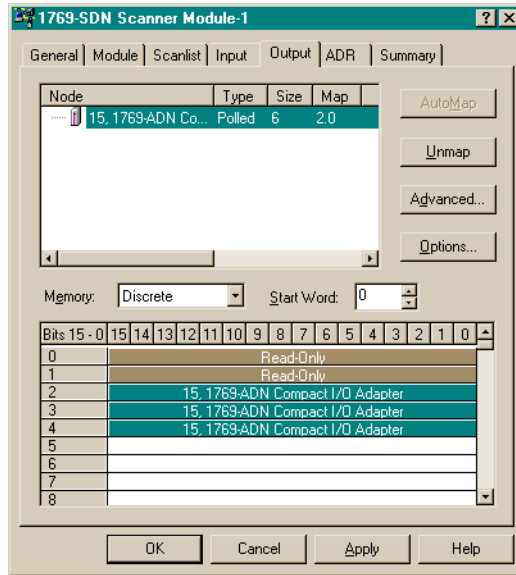 1769-SDN Scanner Module-1
General Module Scanlist Input Output ADR Summary
Node Type Size Map
15, 1769-ADN Co... Polled 6 2.0
AutoMap
Unmap
Advanced...
Options...
Memory: Discrete Start Word: 0
Bits 15 - 0 15 14 13 12 11 10 9 8 7 6 5 4 3 2 1 0
0 Read-Only
1 Read-Only
2 15, 1769-ADN Compact I/O Adapter
3 15, 1769-ADN Compact I/O Adapter
4 15, 1769-ADN Compact I/O Adapter
5
6
7
8
OK Cancel Apply Help